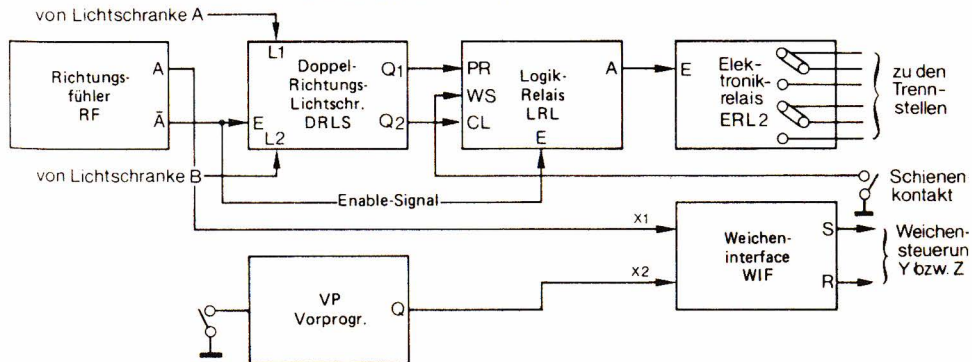 von Lichtschranke A
Richtungs-
fühler
RF
A
Ā
L1
Doppel-
Richtungs-
Lichtschr.
DRLS
E
L2
Q1
Q2
PR
WS
CL
Logik-
Relais
LRL
E
A
E
Elek-
tronik-
relais
ERL2
zu den
Trenn-
stellen
von Lichtschranke B
Enable-Signal
Schienen
kontakt
X1
X2
Weichen-
interface
WIF
S
R
Weichen-
steuerun
Y bzw. Z
VP
Vorprogr.
Q